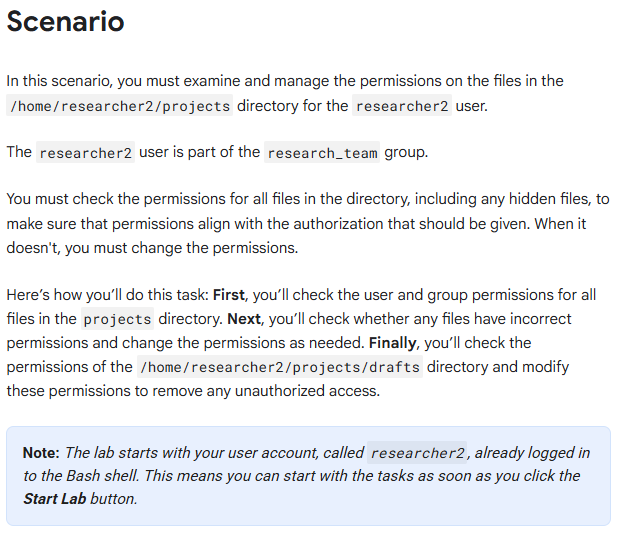 Scenario
In this scenario, you must examine and manage the permissions on the files in the
/home/researcher2/projects directory for the researcher2 user.
The researcher2 user is part of the research_team group.
You must check the permissions for all files in the directory, including any hidden files, to
make sure that permissions align with the authorization that should be given. When it
doesn't, you must change the permissions.
Here’s how you’ll do this task: First, you’ll check the user and group permissions for all
files in the projects directory. Next, you’ll check whether any files have incorrect
permissions and change the permissions as needed. Finally, you’ll check the
permissions of the /home/researcher2/projects/drafts directory and modify
these permissions to remove any unauthorized access.
Note: The lab starts with your user account, called researcher2, already logged in
to the Bash shell. This means you can start with the tasks as soon as you click the
Start Lab button.